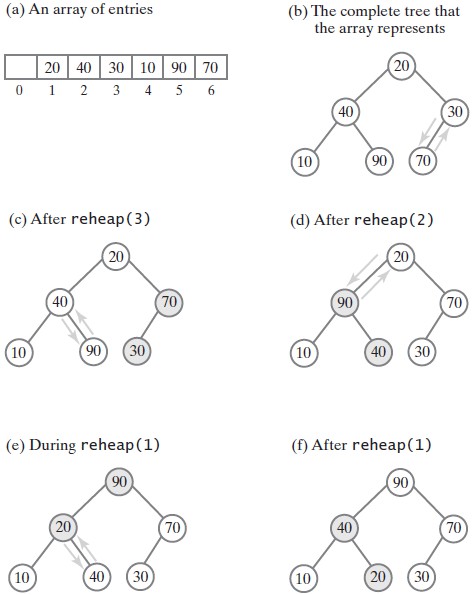 (a) An array of entries
20 40 30 10 90 70
0 1 2 3 4 5 6
(b) The complete tree that
the array represents
20
40 30
10 90 70
(c) After reheap(3)
20
40 70
10 90 30
(d) After reheap(2)
20
90 70
10 40 30
(e) During reheap(1)
90
20 70
10 40 30
(f) After reheap(1)
90
40 70
10 20 30